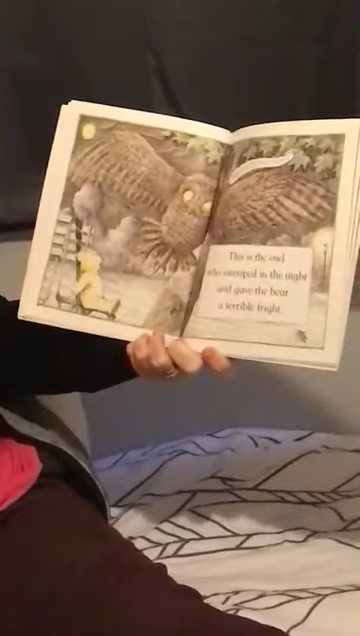 This is the owl
who swooped in the night
and gave the bear
a terrible fright.